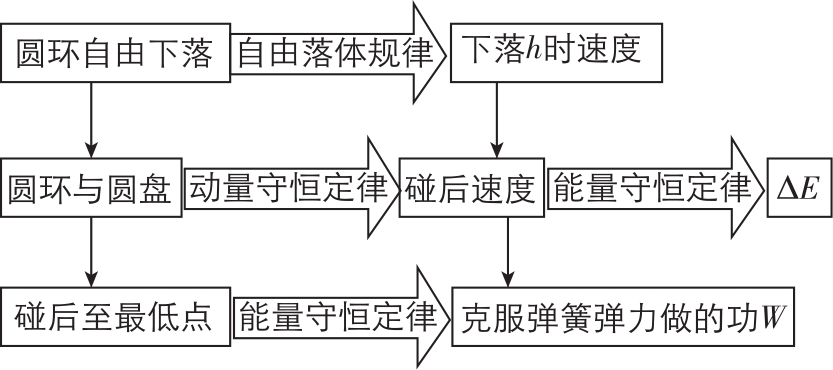 圆环自由下落 自由落体规律 下落h时速度
圆环与圆盘 动量守恒定律 碰后速度 能量守恒定律 ΔE
碰后至最低点 能量守恒定律 克服弹簧弹力做的功W